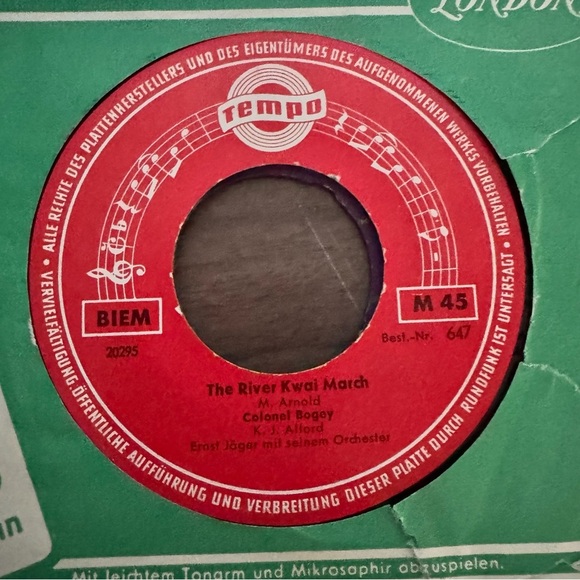 LONDON
ALLE RECHTE DES PLATTENHERSTELLERS UND DES EIGENTÜMERS DES AUFGENOMMENEN WERKES VORBEHALTEN • VERVIELFÄLTIGUNG ÖFFENTLICHE AUFFÜHRUNG UND VERBREITUNG DIESER PLATTE DURCH RUNDFUNK IST UNTERSAGT •
Tempo
BIEM
M 45
20295
Best.-Nr. 647
The River Kwai March
M. Arnold
Colonel Bogey
K. J. Alford
Ernst Jäger mit seinem Orchester
Mit leichtem Tonarm und Mikrosaphir abzuspielen.